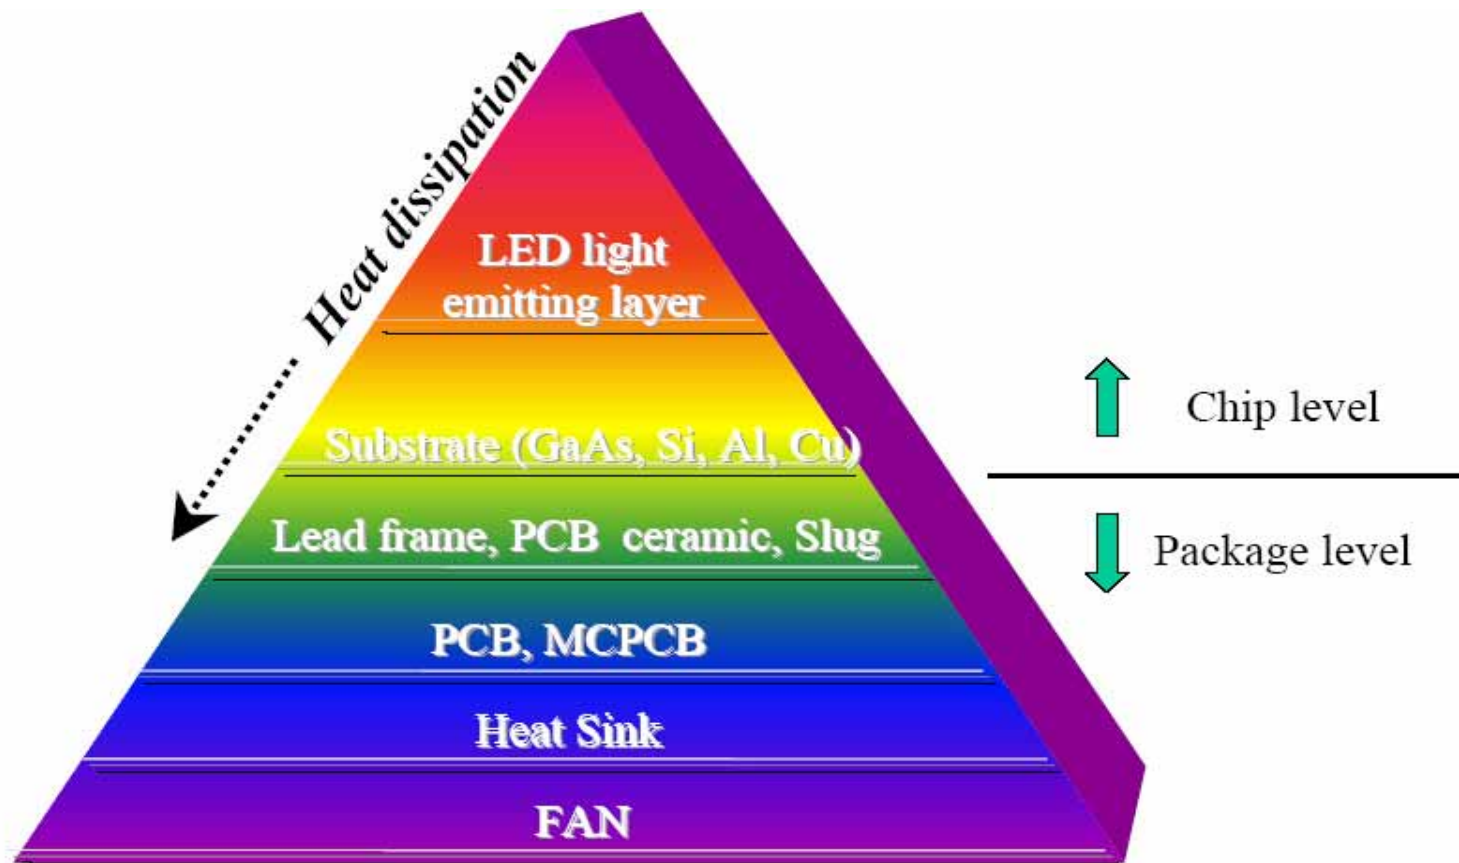 Heat dissipation
LED light
emitting layer
Substrate (GaAs, Si, Al, Cu)
Lead frame, PCB  ceramic, Slug
PCB, MCPCB
Heat Sink
FAN
Chip level
Package level